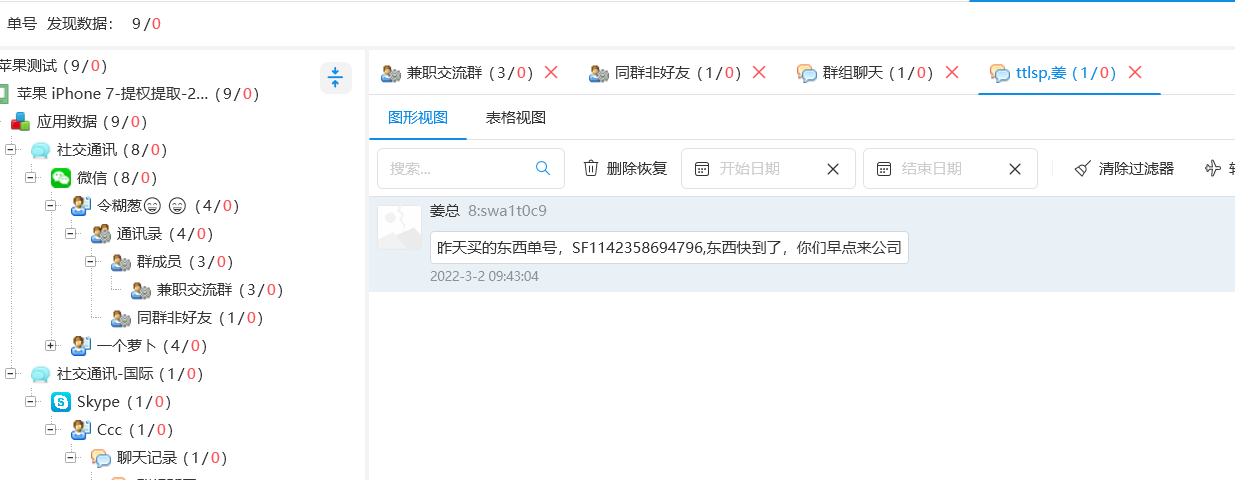 单号 发现数据： 9/0
苹果测试 (9/0)
苹果 iPhone 7-提权提取-2... (9/0)
应用数据 (9/0)
社交通讯 (8/0)
微信 (8/0)
令糊葱😄 😄 (4/0)
通讯录 (4/0)
群成员 (3/0)
兼职交流群 (3/0)
同群非好友 (1/0)
一个萝卜 (4/0)
社交通讯-国际 (1/0)
Skype (1/0)
Ccc (1/0)
聊天记录 (1/0)
兼职交流群 (3/0) 同群非好友 (1/0) 群组聊天 (1/0) ttlsp,姜 (1/0)
图形视图 表格视图
搜索... 删除恢复 开始日期 结束日期 清除过滤器
姜总 8:swa1t0c9
昨天买的东西单号，SF1142358694796,东西快到了，你们早点来公司
2022-3-2 09:43:04